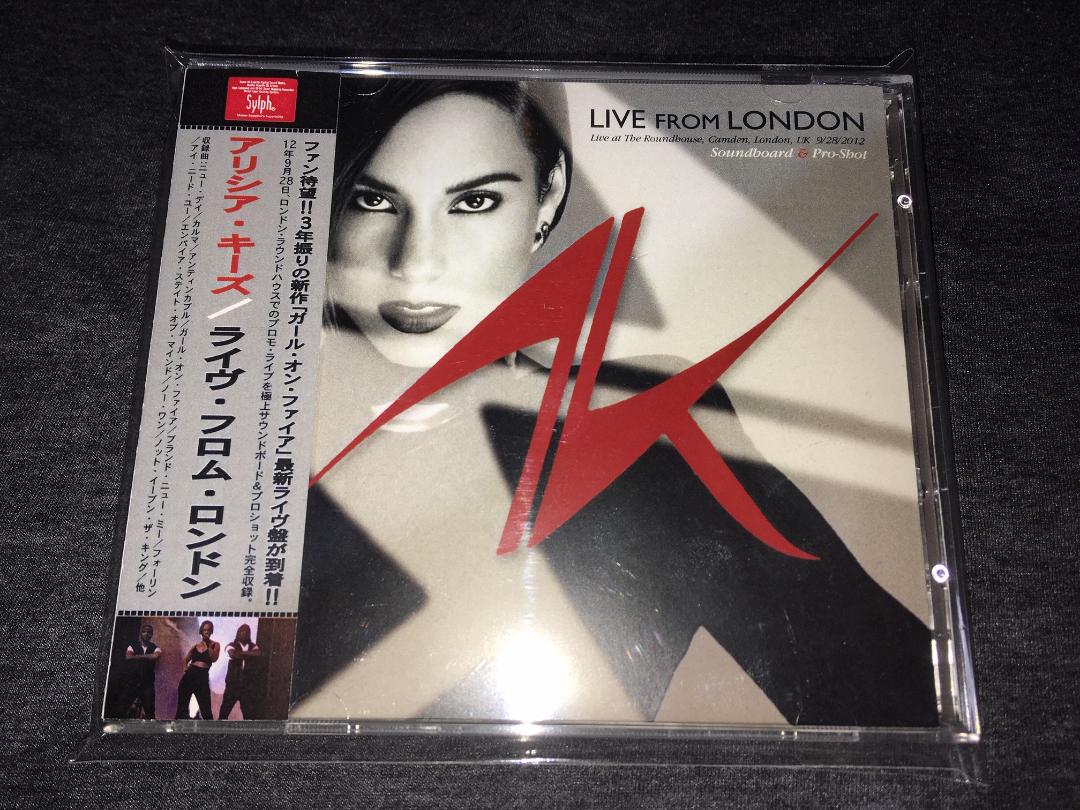 Sylph.
アリシア・キーズ/ライヴ・フロム・ロンドン
ファン待望!!3年振りの新作「ガール・オン・ファイア」最新ライヴ盤が到着!!
12年9月28日、ロンドン・ラウンドハウスでのプロモ・ライブを極上サウンドボード&プロショット完全収録。
収録曲:ニュー・デイ/カルマ/アンティンカブル/ガール・オン・ファイア/ブランド・ニュー・ミー/フォーリン
/アイ・ニード・ユー/エンパイア・ステイト・オブ・マインド/ノー・ワン/ノット・イーブン・ザ・キング/他
LIVE FROM LONDON
Live at The Roundhouse, Camden, London, UK 9/28/2012
Soundboard & Pro-Shot
AK